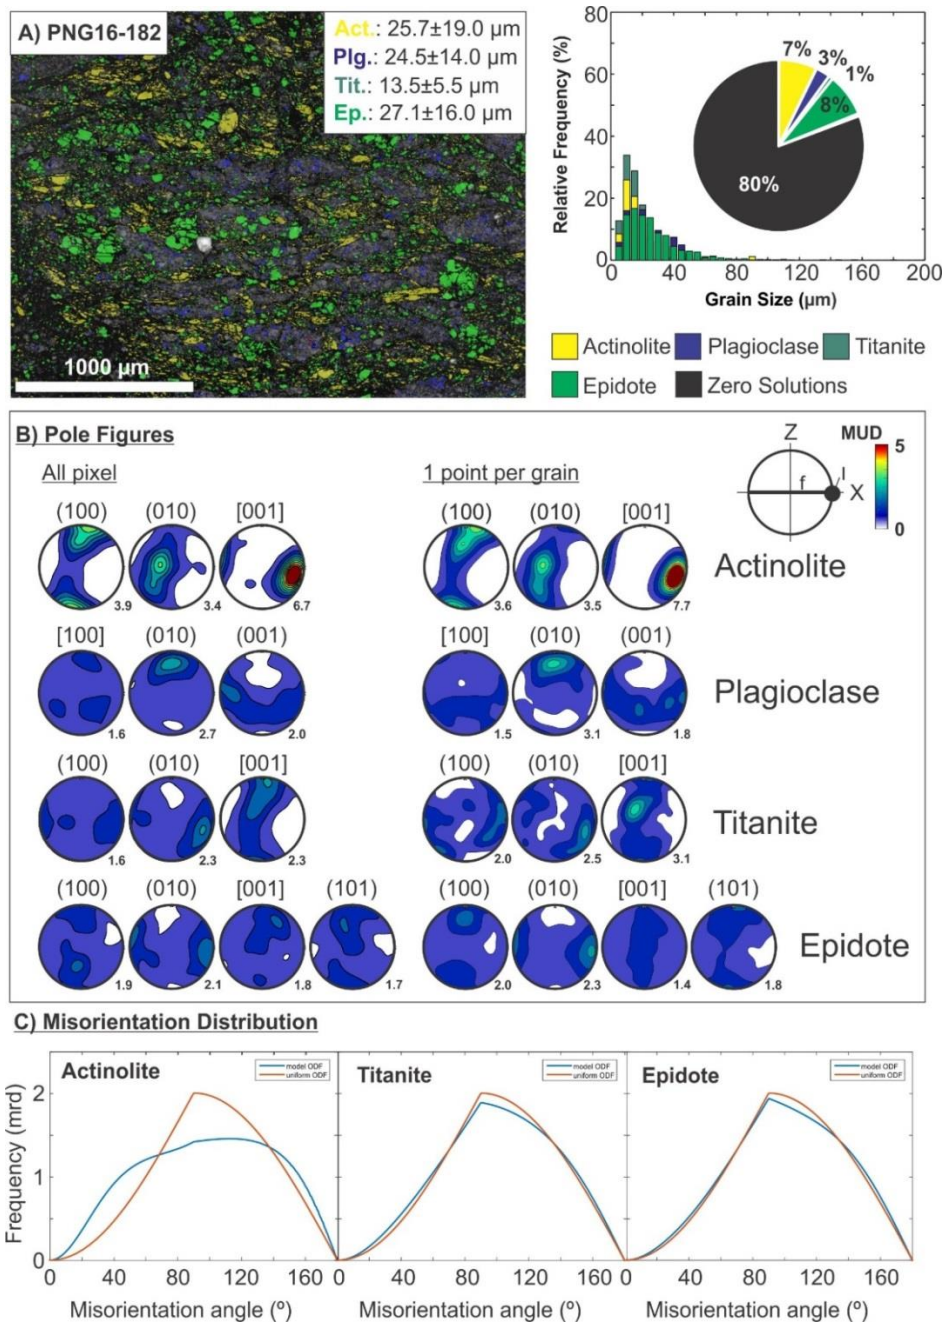 A) PNG16-182
Act.: 25.7±19.0 µm
Plg.: 24.5±14.0 µm
Tit.: 13.5±5.5 µm
Ep.: 27.1±16.0 µm
1000 µm
Relative Frequency (%)
80
60
40
20
0
7%
3%
1%
8%
80%
0 40 80 120 160 200
Grain Size (µm)
Actinolite
Plagioclase
Titanite
Epidote
Zero Solutions
B) Pole Figures
Z
f
l
X
MUD
5
0
All pixel
1 point per grain
(100) (010) [001]
(100) (010) [001]
Actinolite
3.9 3.4 6.7
3.6 3.5 7.7
[100] (010) (001)
[100] (010) (001)
Plagioclase
1.6 2.7 2.0
1.5 3.1 1.8
(100) (010) [001]
(100) (010) [001]
Titanite
1.6 2.3 2.3
2.0 2.5 3.1
(100) (010) [001] (101)
(100) (010) [001] (101)
Epidote
1.9 2.1 1.8 1.7
2.0 2.3 1.4 1.8
C) Misorientation Distribution
Frequency (mrd)
2
1
0
Actinolite
model ODF
uniform ODF
0 40 80 120 160
Misorientation angle (º)
Titanite
model ODF
uniform ODF
0 40 80 120 160
Misorientation angle (º)
Epidote
model ODF
uniform ODF
0 40 80 120 160
Misorientation angle (º)